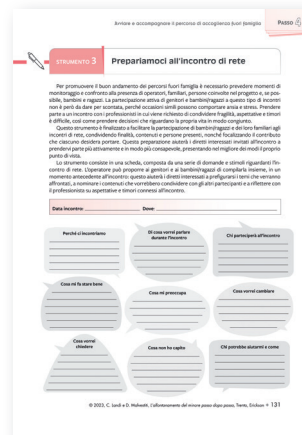 Avviare e accompagnare il percorso di accoglienza fuori famiglia
PASSO 4
STRUMENTO 3
Prepariamoci all'incontro di rete
Per promuovere il buon andamento dei percorsi fuori famiglia è necessario prevedere momenti di
monitoraggio e confronto alla presenza di operatori, familiari, persone coinvolte nel progetto e, se pos-
sibile, bambini e ragazzi. La partecipazione attiva di genitori e bambini/ragazzi a questo tipo di incontri
non è però da dare per scontata, perché occasioni simili possono comportare ansia e stress. Prendere
parte a un incontro con i professionisti in cui viene richiesto di condividere fragilità, aspettative e timori
è difficile, così come prendere decisioni che riguardano la propria vita in modo congiunto.
Questo strumento è finalizzato a facilitare la partecipazione di bambini/ragazzi e dei loro familiari agli
incontri di rete, condividendo finalità, contenuti e persone presenti, nonché focalizzando il contributo
che ciascuno desidera portare. Questa preparazione aiuterà i diretti interessati invitati all'incontro a
prendervi parte più attivamente e in modo più consapevole, presentando nel migliore dei modi il proprio
punto di vista.
Lo strumento consiste in una scheda, composta da una serie di domande e stimoli riguardanti l'in-
contro di rete. L'operatore può proporre ai genitori e ai bambini/ragazzi di compilarla insieme, in un
momento antecedente all'incontro: questo aiuterà i diretti interessati a prefigurarsi i temi che verranno
affrontati, a nominare i contenuti che vorrebbero condividere con gli altri partecipanti e a riflettere con
il professionista su aspettative e timori connessi all'incontro.
Data incontro: Dove
Perché ci incontriamo
Di cosa vorrei parlare
durante l'incontro
Chi parteciperà all'incontro
Cosa mi fa stare bene
Cosa mi preoccupa
Cosa vorrei cambiare
Cosa vorrei
chiedere
Cosa non ho capito
Chi potrebbe aiutarmi e come
© 2023, C. Landi e D. Malvestiti, L'allontanamento del minore passo dopo passo, Trento, Erickson • 131